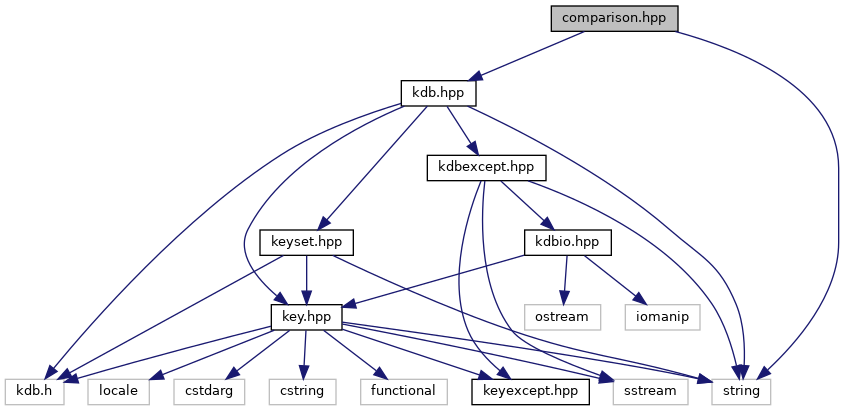 comparison.hpp
kdb.hpp
kdbexcept.hpp
keyset.hpp
kdbio.hpp
key.hpp
ostream
iomanip
kdb.h
locale
cstdarg
cstring
functional
keyexcept.hpp
sstream
string